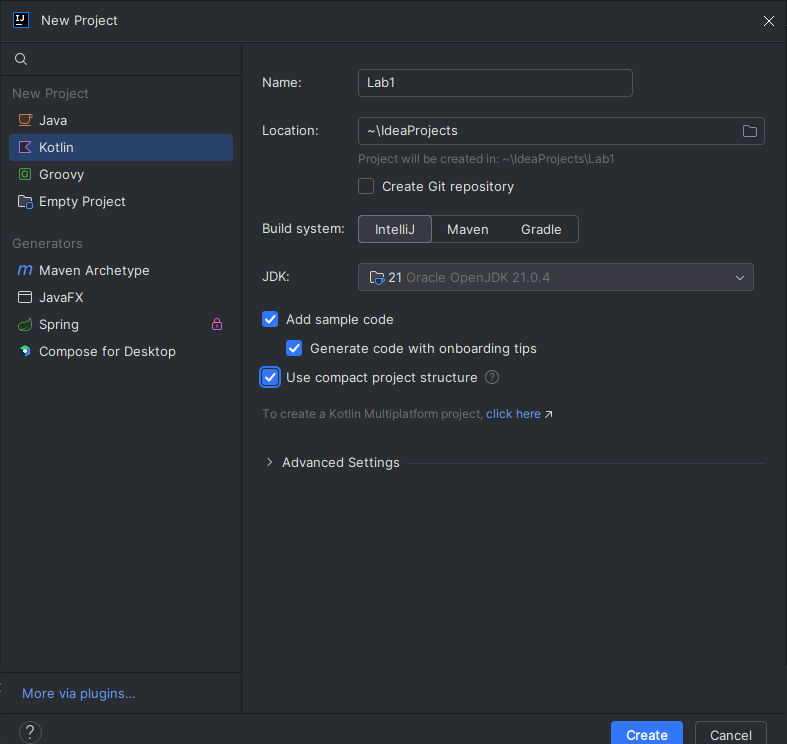 New Project
New Project
Java
Kotlin
Groovy
Empty Project
Generators
Maven Archetype
JavaFX
Spring
Compose for Desktop
More via plugins...
Name: Lab1
Location: ~\IdeaProjects
Project will be created in: ~\IdeaProjects\Lab1
Create Git repository
Build system: IntelliJ Maven Gradle
JDK: 21 Oracle OpenJDK 21.0.4
Add sample code
Generate code with onboarding tips
Use compact project structure ?
To create a Kotlin Multiplatform project, click here ↗
Advanced Settings
? Create Cancel